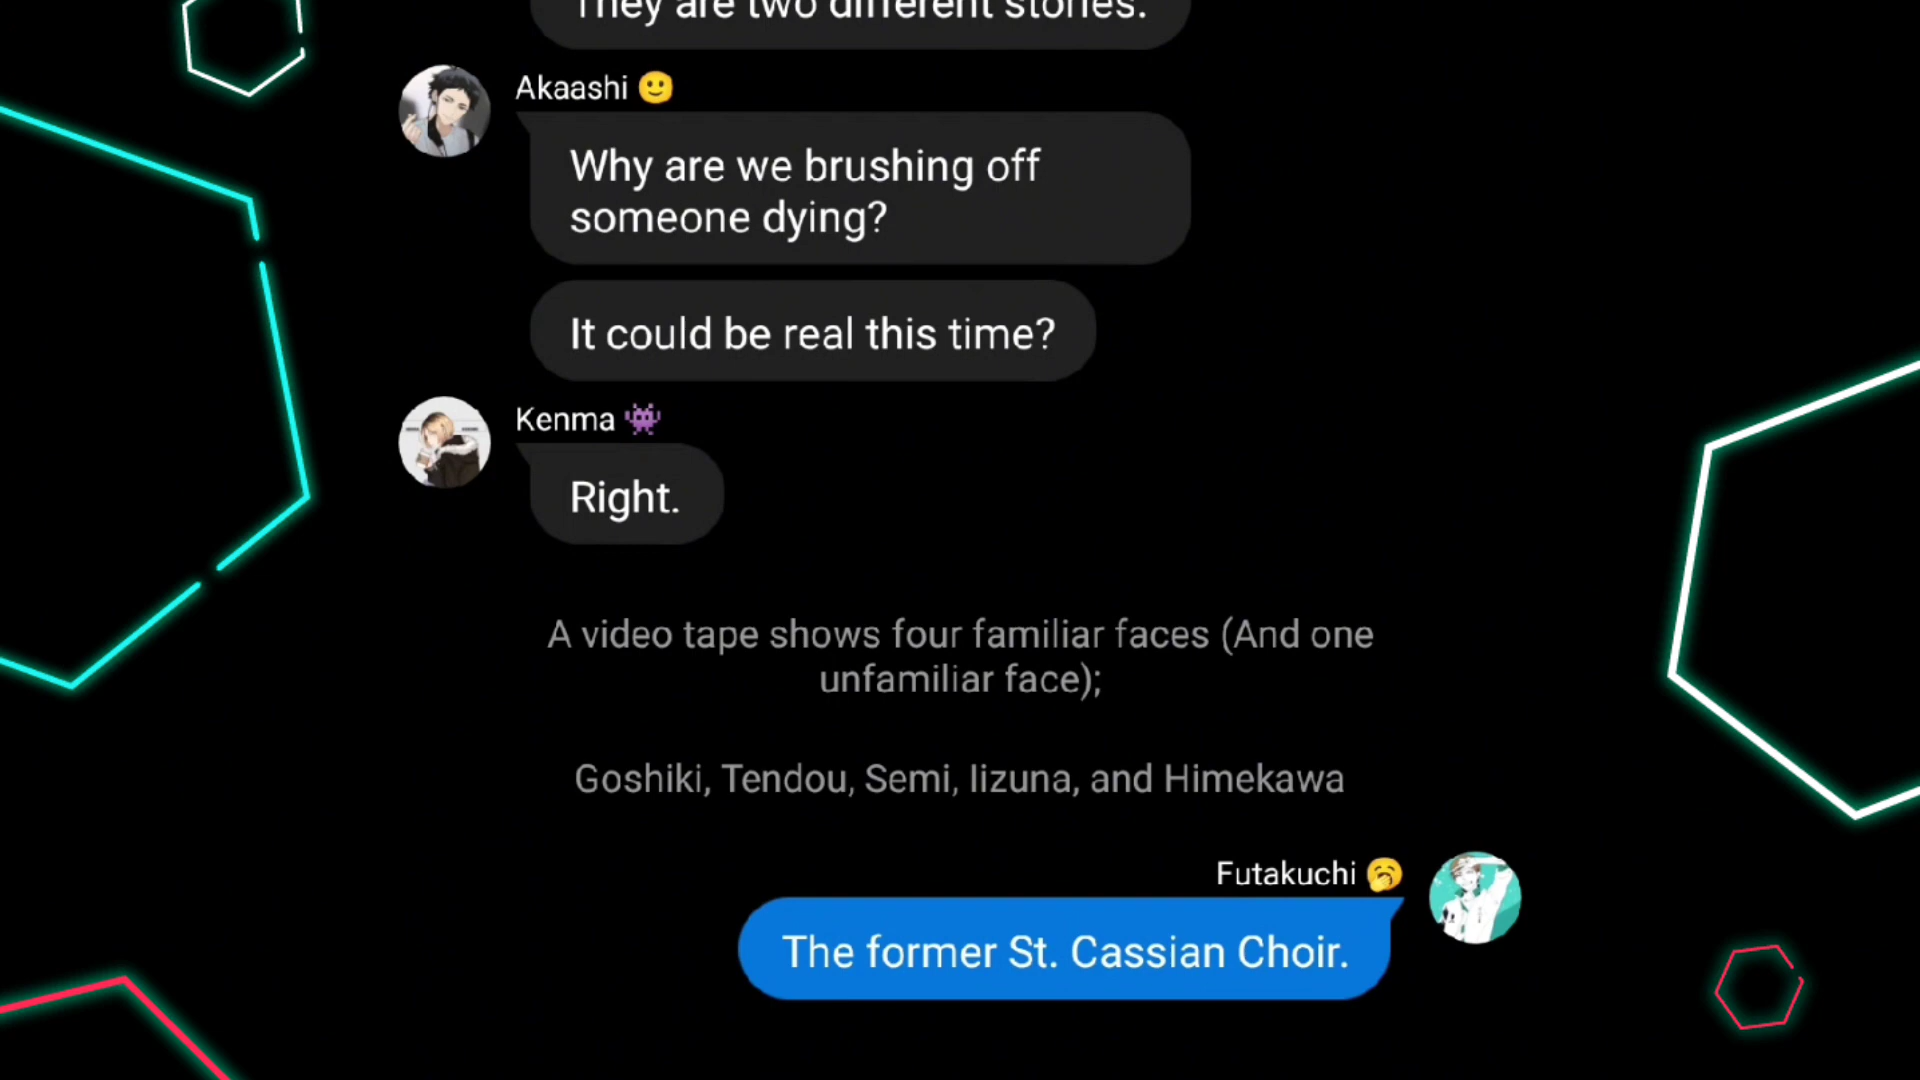 They are two different stories.
Akaashi 🙂
Why are we brushing off
someone dying?
It could be real this time?
Kenma 👾
Right.
A video tape shows four familiar faces (And one
unfamiliar face);
Goshiki, Tendou, Semi, Iizuna, and Himekawa
Futakuchi 🥱
The former St. Cassian Choir.